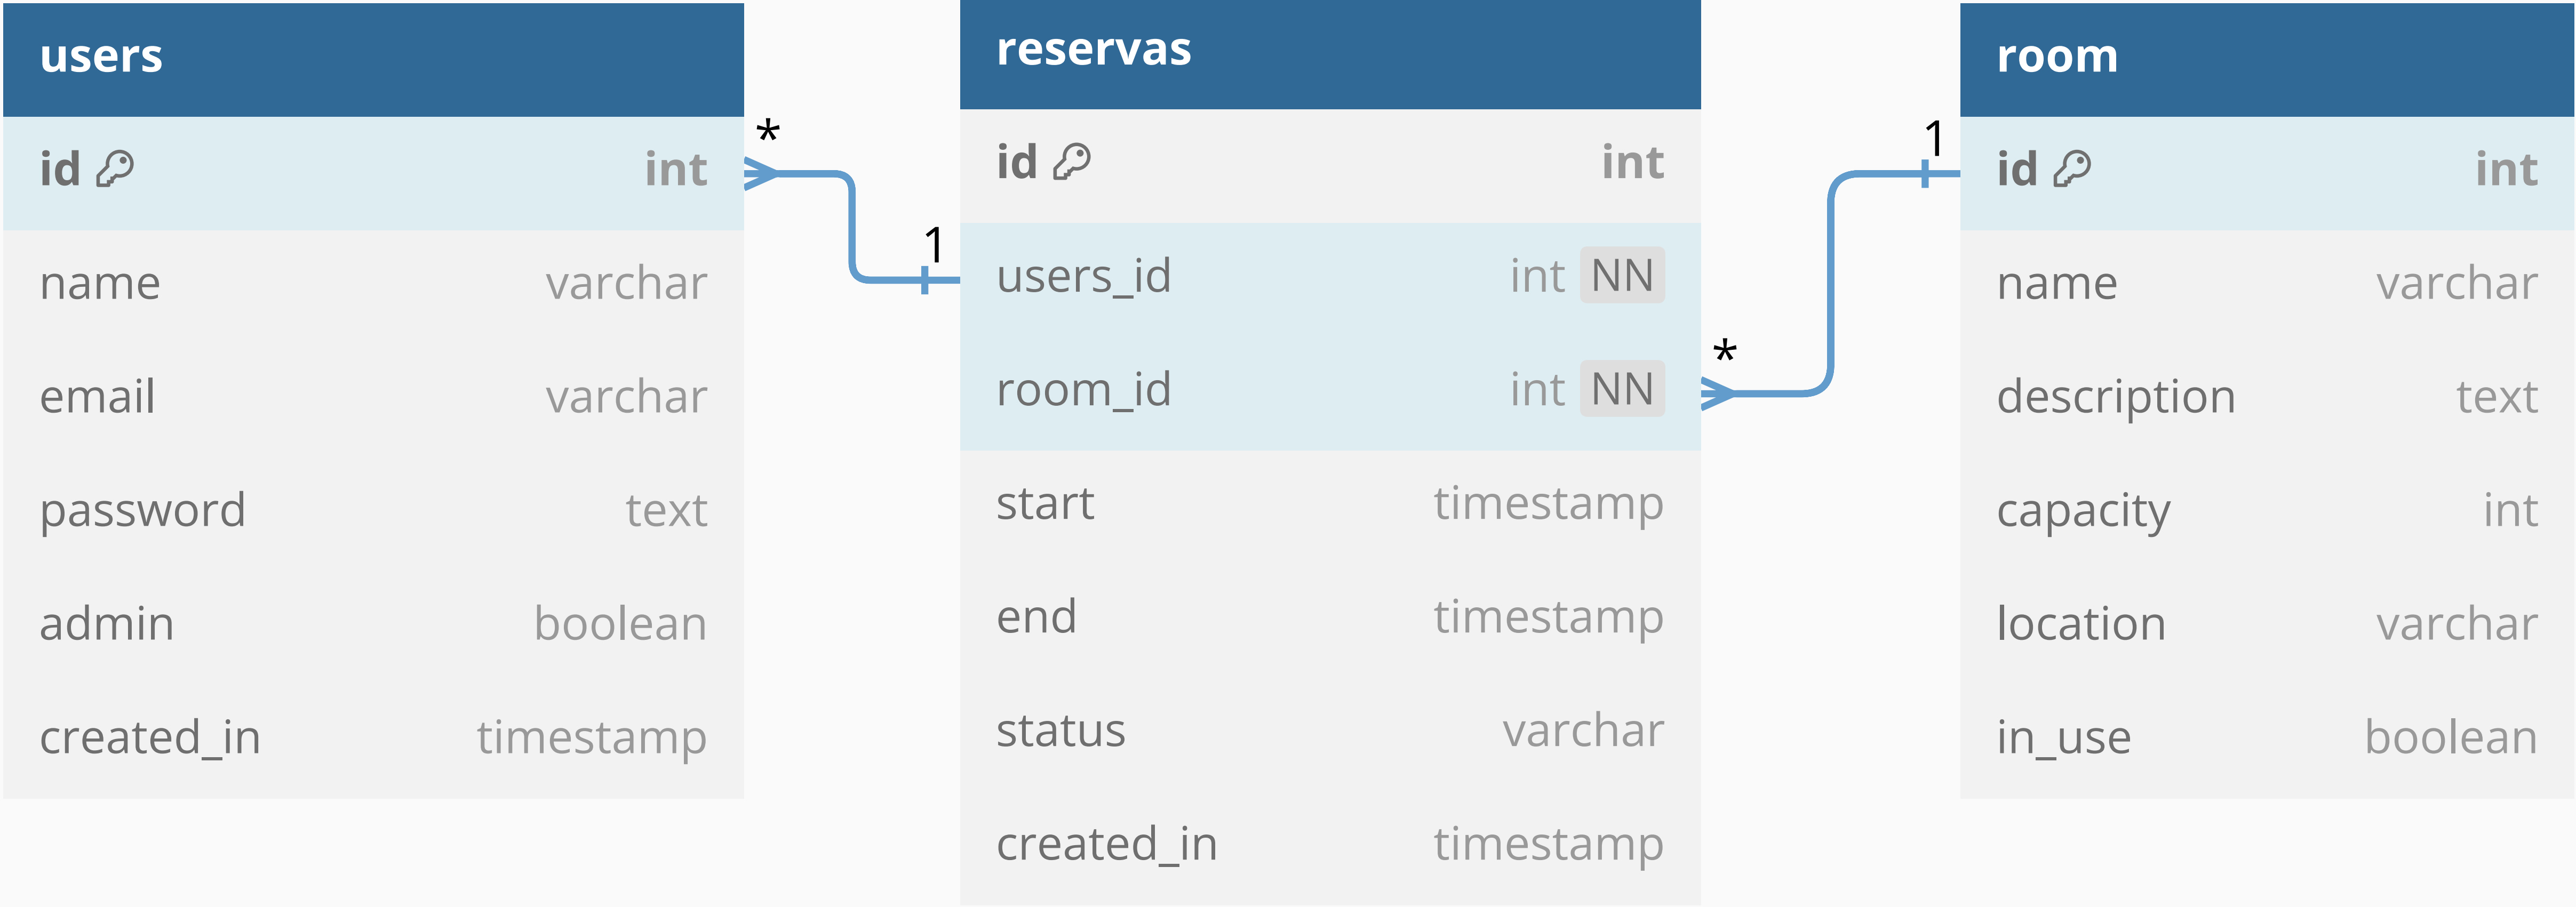 users
id int
name varchar
email varchar
password text
admin boolean
created_in timestamp
*
1
reservas
id int
users_id int NN
room_id int NN
start timestamp
end timestamp
status varchar
created_in timestamp
*
1
room
id int
name varchar
description text
capacity int
location varchar
in_use boolean